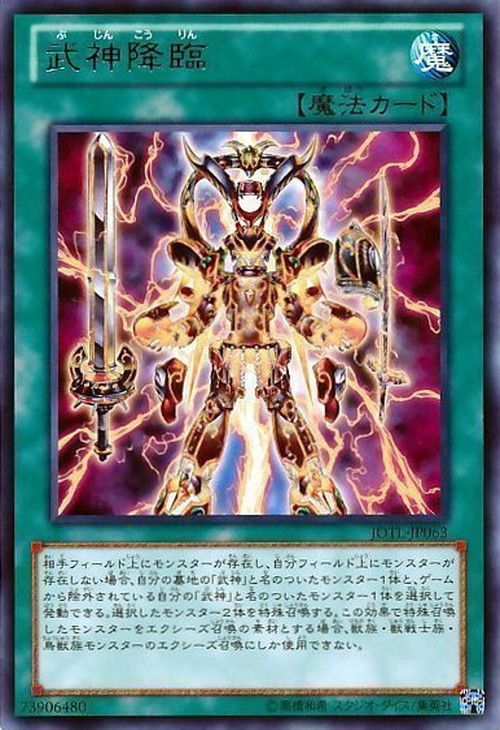 武神降臨
ぶ じん こう りん
魔
【魔法カード】
JOTL-JP063
相手フィールド上にモンスターが存在し、自分フィールド上にモンスターが
存在しない場合、自分の墓地の「武神」と名のついたモンスター1体と、ゲーム
から除外されている自分の「武神」と名のついたモンスター1体を選択して
発動できる。選択したモンスター2体を特殊召喚する。この効果で特殊召喚
したモンスターをエクシーズ召喚の素材とする場合、獣族・獣戦士族・
鳥獣族モンスターのエクシーズ召喚にしか使用できない。
73906480
©高橋和希 スタジオ・ダイス/集英社